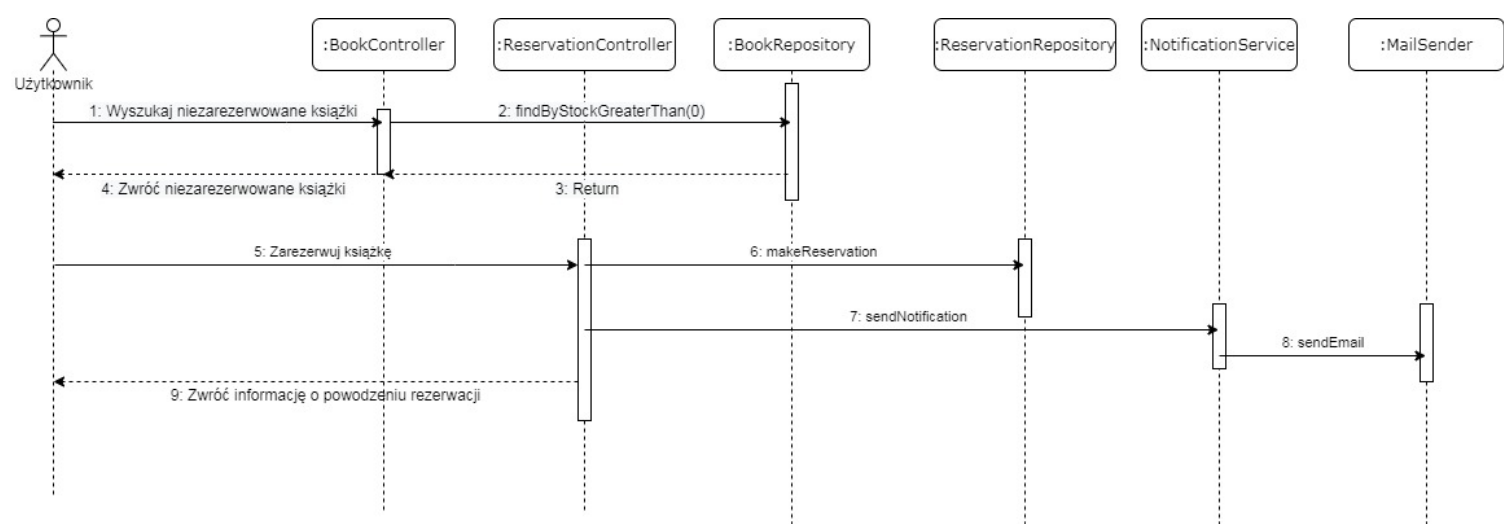 :BookController
:ReservationController
:BookRepository
:ReservationRepository
:NotificationService
:MailSender
Użytkownik
1: Wyszukaj niezarezerwowane książki
2: findByStockGreaterThan(0)
4: Zwróć niezarezerwowane książki
3: Return
5: Zarezerwuj książkę
6: makeReservation
7: sendNotification
8: sendEmail
9: Zwróć informację o powodzeniu rezerwacji